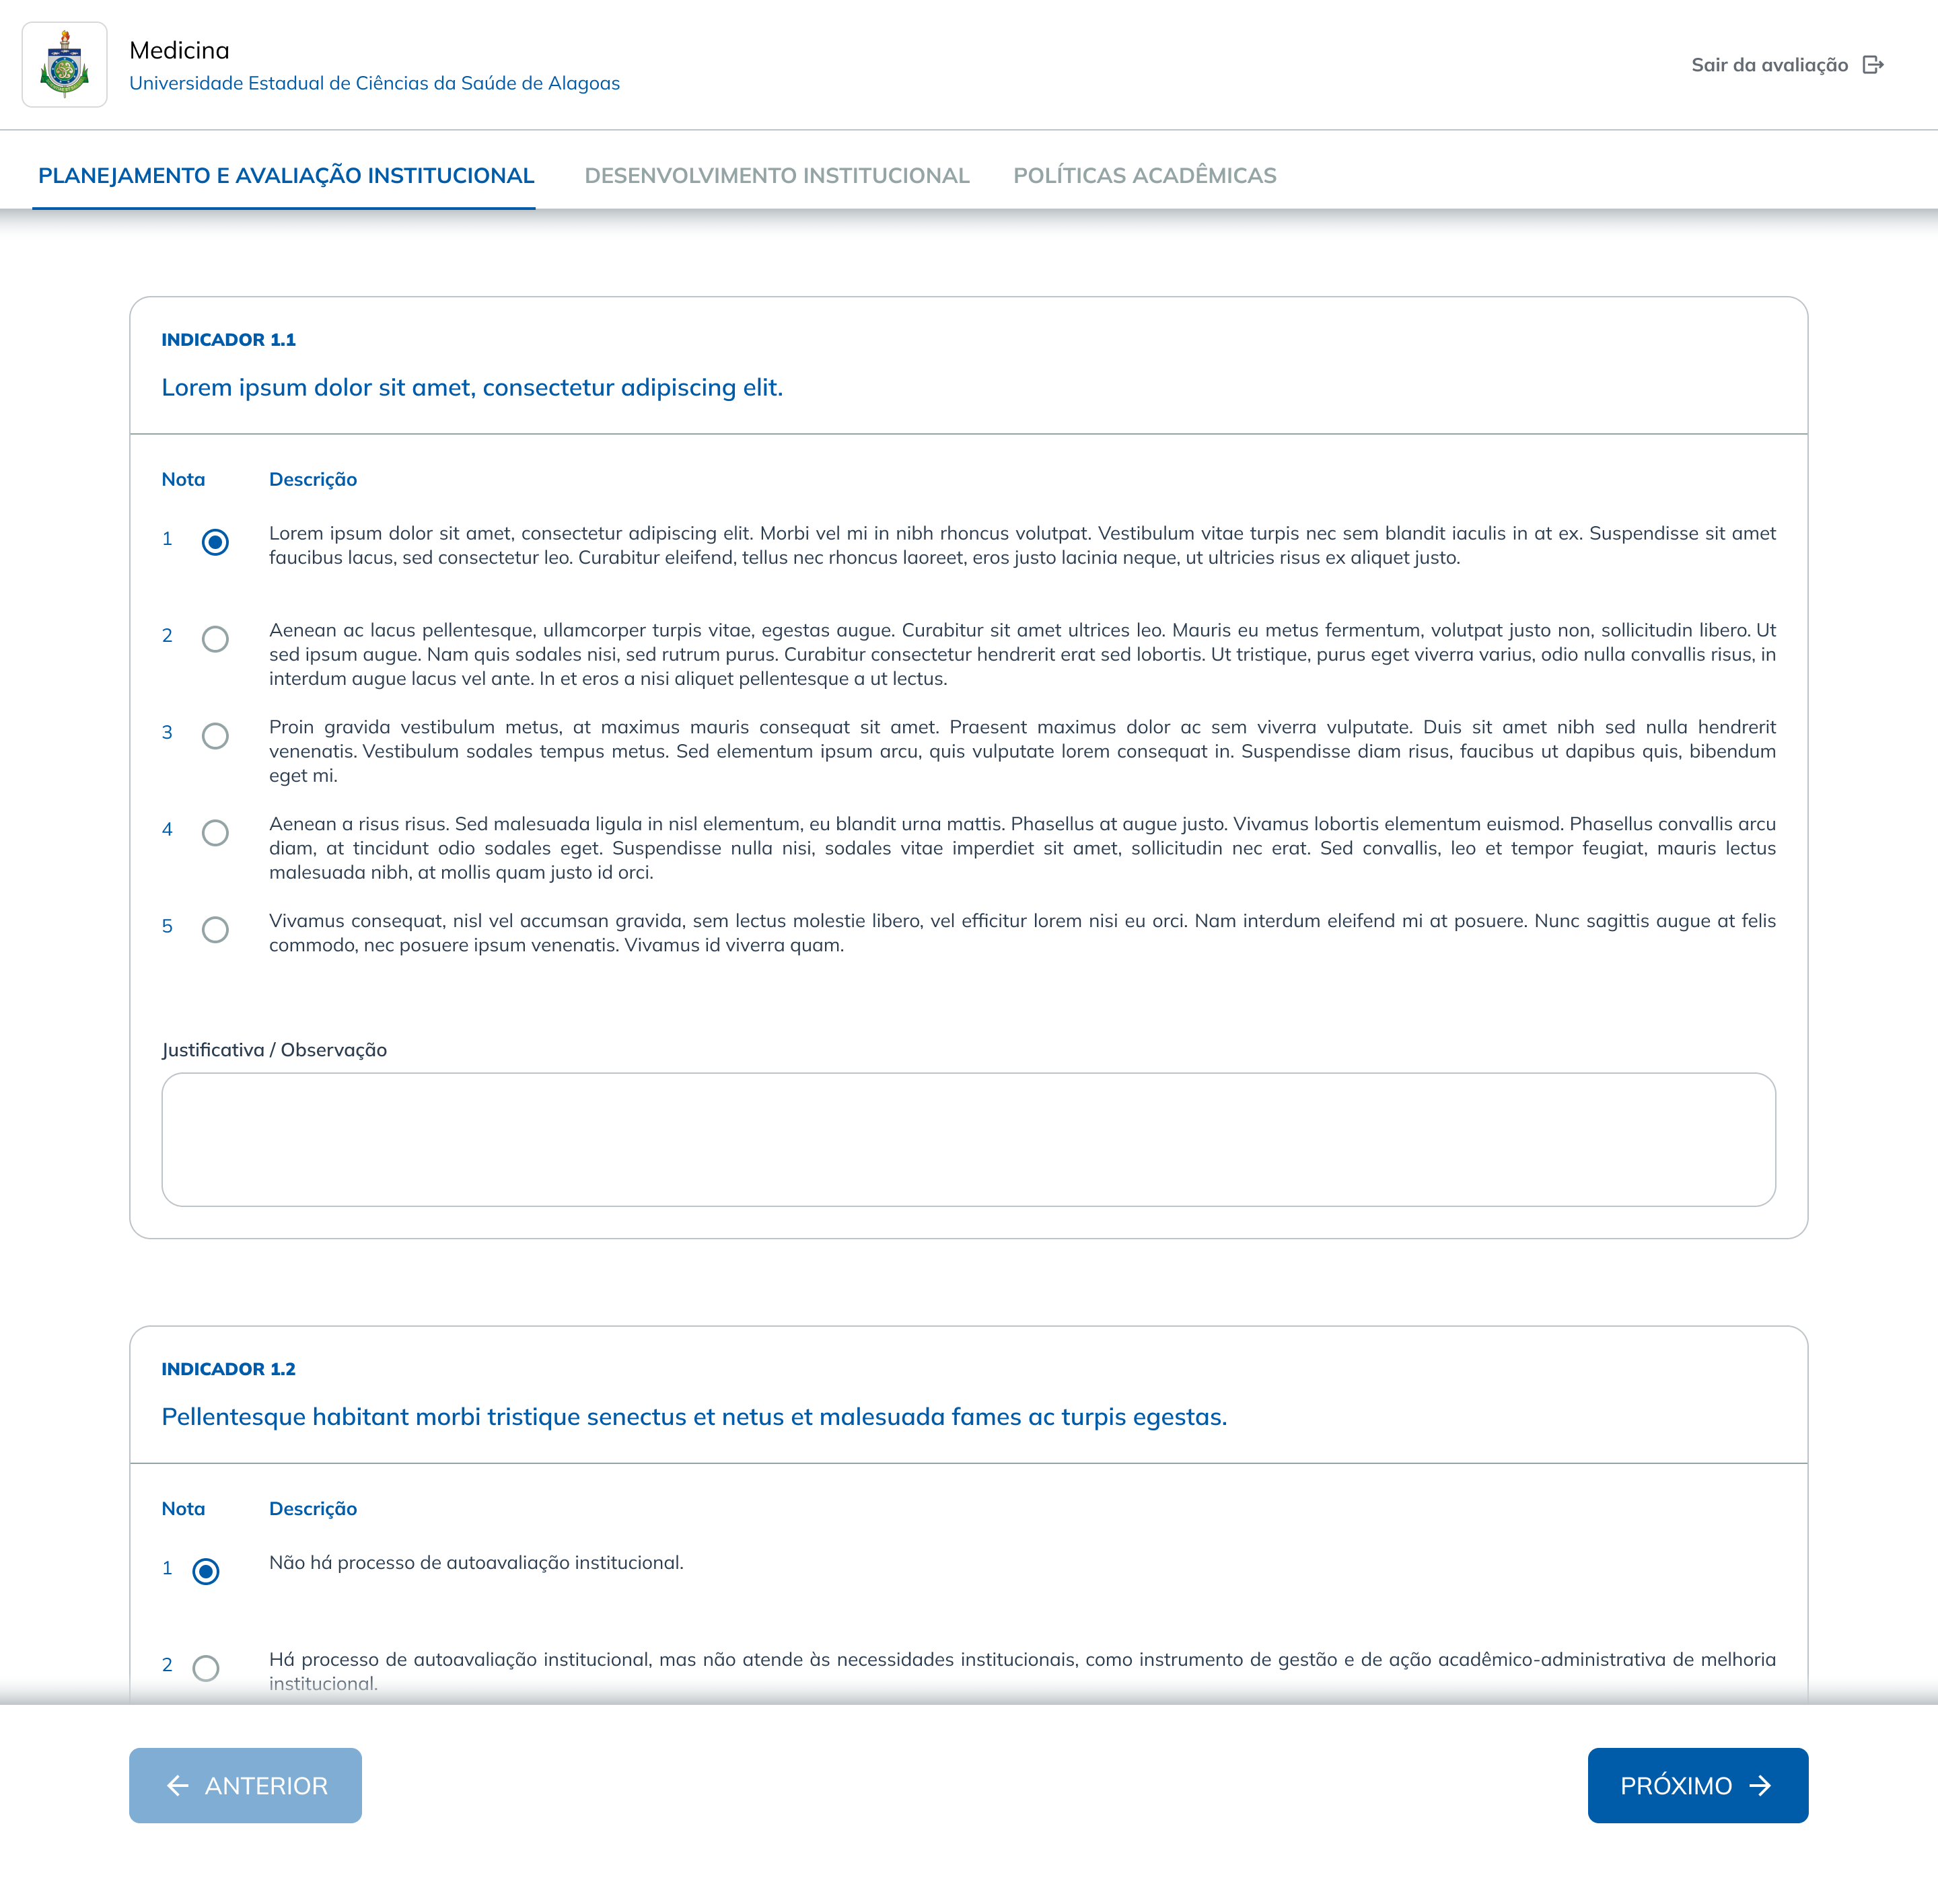 Medicina
Universidade Estadual de Ciências da Saúde de Alagoas
Sair da avaliação
PLANEJAMENTO E AVALIAÇÃO INSTITUCIONAL
DESENVOLVIMENTO INSTITUCIONAL
POLÍTICAS ACADÊMICAS
INDICADOR 1.1
Lorem ipsum dolor sit amet, consectetur adipiscing elit.
Nota Descrição
1 Lorem ipsum dolor sit amet, consectetur adipiscing elit. Morbi vel mi in nibh rhoncus volutpat. Vestibulum vitae turpis nec sem blandit iaculis in at ex. Suspendisse sit amet
faucibus lacus, sed consectetur leo. Curabitur eleifend, tellus nec rhoncus laoreet, eros justo lacinia neque, ut ultricies risus ex aliquet justo.
2 Aenean ac lacus pellentesque, ullamcorper turpis vitae, egestas augue. Curabitur sit amet ultrices leo. Mauris eu metus fermentum, volutpat justo non, sollicitudin libero. Ut
sed ipsum augue. Nam quis sodales nisi, sed rutrum purus. Curabitur consectetur hendrerit erat sed lobortis. Ut tristique, purus eget viverra varius, odio nulla convallis risus, in
interdum augue lacus vel ante. In et eros a nisi aliquet pellentesque a ut lectus.
3 Proin gravida vestibulum metus, at maximus mauris consequat sit amet. Praesent maximus dolor ac sem viverra vulputate. Duis sit amet nibh sed nulla hendrerit
venenatis. Vestibulum sodales tempus metus. Sed elementum ipsum arcu, quis vulputate lorem consequat in. Suspendisse diam risus, faucibus ut dapibus quis, bibendum
eget mi.
4 Aenean a risus risus. Sed malesuada ligula in nisl elementum, eu blandit urna mattis. Phasellus at augue justo. Vivamus lobortis elementum euismod. Phasellus convallis arcu
diam, at tincidunt odio sodales eget. Suspendisse nulla nisi, sodales vitae imperdiet sit amet, sollicitudin nec erat. Sed convallis, leo et tempor feugiat, mauris lectus
malesuada nibh, at mollis quam justo id orci.
5 Vivamus consequat, nisl vel accumsan gravida, sem lectus molestie libero, vel efficitur lorem nisi eu orci. Nam interdum eleifend mi at posuere. Nunc sagittis augue at felis
commodo, nec posuere ipsum venenatis. Vivamus id viverra quam.
Justificativa / Observação
INDICADOR 1.2
Pellentesque habitant morbi tristique senectus et netus et malesuada fames ac turpis egestas.
Nota Descrição
1 Não há processo de autoavaliação institucional.
2 Há processo de autoavaliação institucional, mas não atende às necessidades institucionais, como instrumento de gestão e de ação acadêmico-administrativa de melhoria
institucional.
ANTERIOR
PRÓXIMO